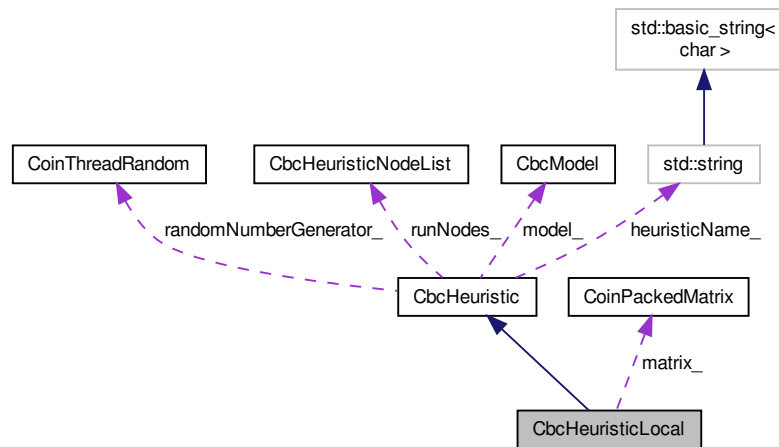 std::basic_string<
char >
CoinThreadRandom
CbcHeuristicNodeList
CbcModel
std::string
randomNumberGenerator_
runNodes_
model_
heuristicName_
CbcHeuristic
CoinPackedMatrix
matrix_
CbcHeuristicLocal